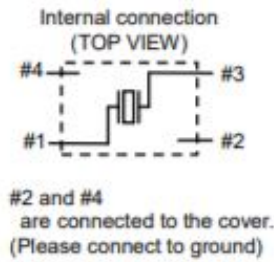 Internal connection
(TOP VIEW)
#4 #3
#1 #2
#2 and #4
are connected to the cover.
(Please connect to ground)